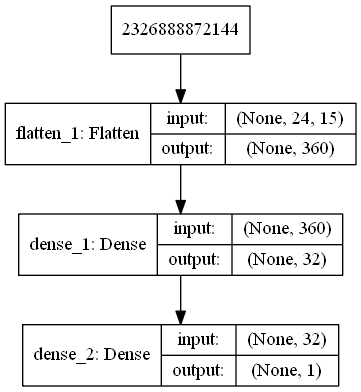 2326888872144
flatten_1: Flatten
input:
(None, 24, 15)
output:
(None, 360)
dense_1: Dense
input:
(None, 360)
output:
(None, 32)
dense_2: Dense
input:
(None, 32)
output:
(None, 1)